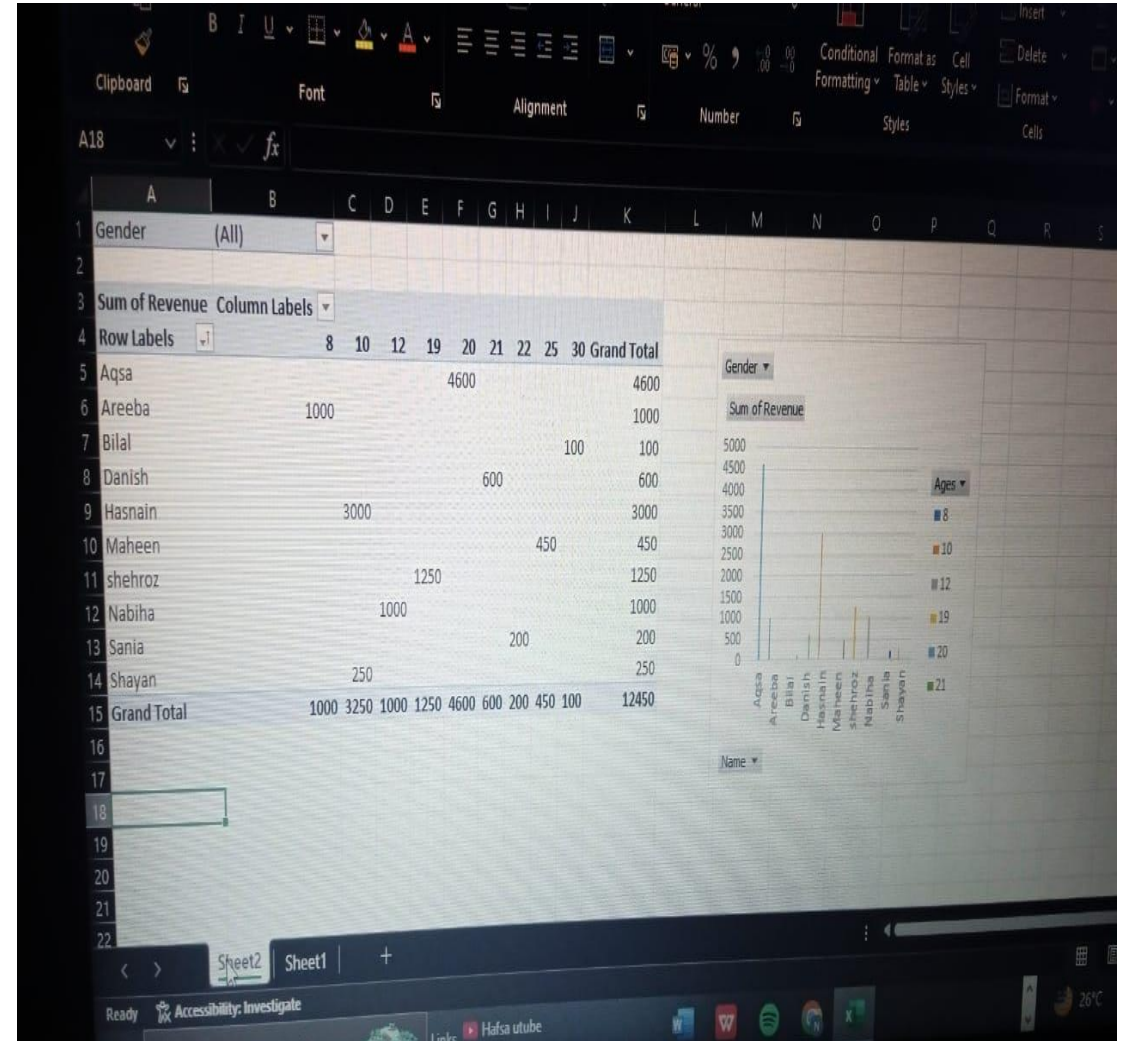 General
B I U A % 9 .00
Conditional Format as Cell
Formatting Table Styles
Insert
Delete
Format
Clipboard Font Alignment Number Styles Cells
A18 fx
A B C D E F G H I J K L M N O P Q R S
1 Gender (All)
2
3 Sum of Revenue Column Labels
4 Row Labels 8 10 12 19 20 21 22 25 30 Grand Total
5 Aqsa 4600 4600
6 Areeba 1000 1000
7 Bilal 100 100
8 Danish 600 600
9 Hasnain 3000 3000
10 Maheen 450 450
11 shehroz 1250 1250
12 Nabiha 1000 1000
13 Sania 200 200
14 Shayan 250 250
15 Grand Total 1000 3250 1000 1250 4600 600 200 450 100 12450
16
17
18
19
20
21
22
Gender
Sum of Revenue
5000
4500
4000
3500
3000
2500
2000
1500
1000
500
0
Aqsa
Areeba
Bilal
Danish
Hasnain
Maheen
shehroz
Nabiha
Sania
Shayan
Ages
8
10
12
19
20
21
Name
Sheet2 Sheet1 +
Ready Accessibility: Investigate
Links Hafsa utube
26°C